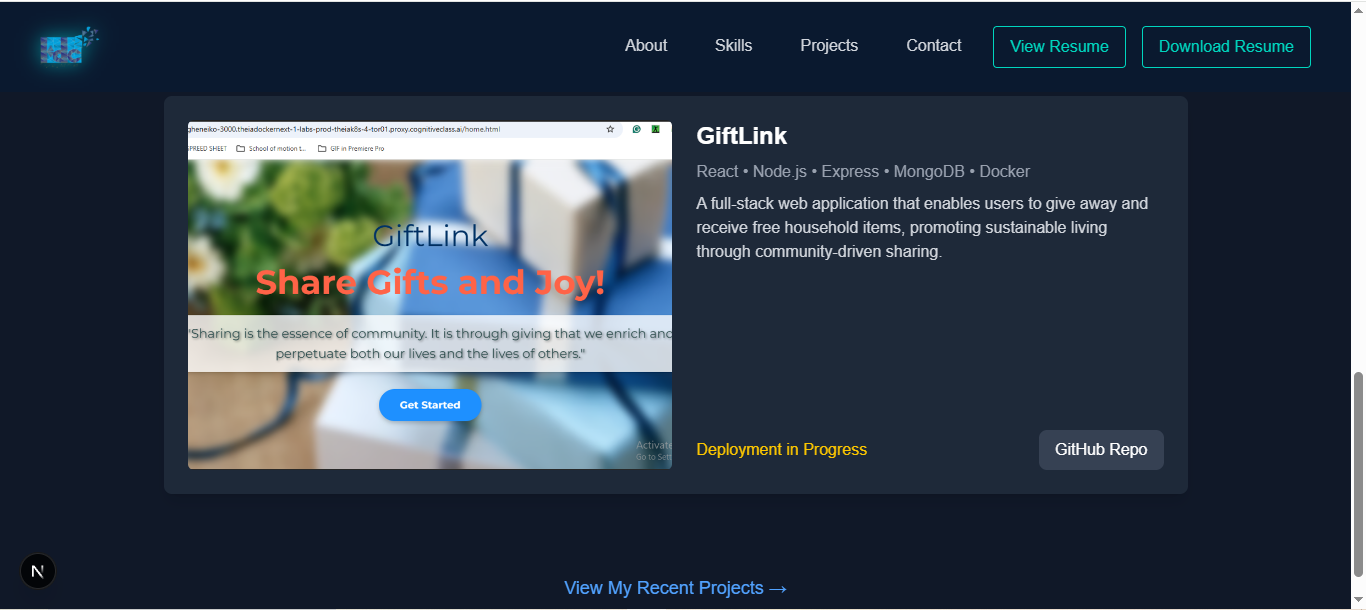 About
Skills
Projects
Contact
View Resume
Download Resume
gheneiko-3000.theiadockernext-1-labs-prod-theiak8s-4-tor01.proxy.cognitiveclass.ai/home.html
SPREED SHEET
School of motion t...
GIF in Premiere Pro
GiftLink
Share Gifts and Joy!
"Sharing is the essence of community. It is through giving that we enrich and
perpetuate both our lives and the lives of others."
Get Started
Activate
Go to Sett
GiftLink
React • Node.js • Express • MongoDB • Docker
A full-stack web application that enables users to give away and
receive free household items, promoting sustainable living
through community-driven sharing.
Deployment in Progress
GitHub Repo
N
View My Recent Projects →